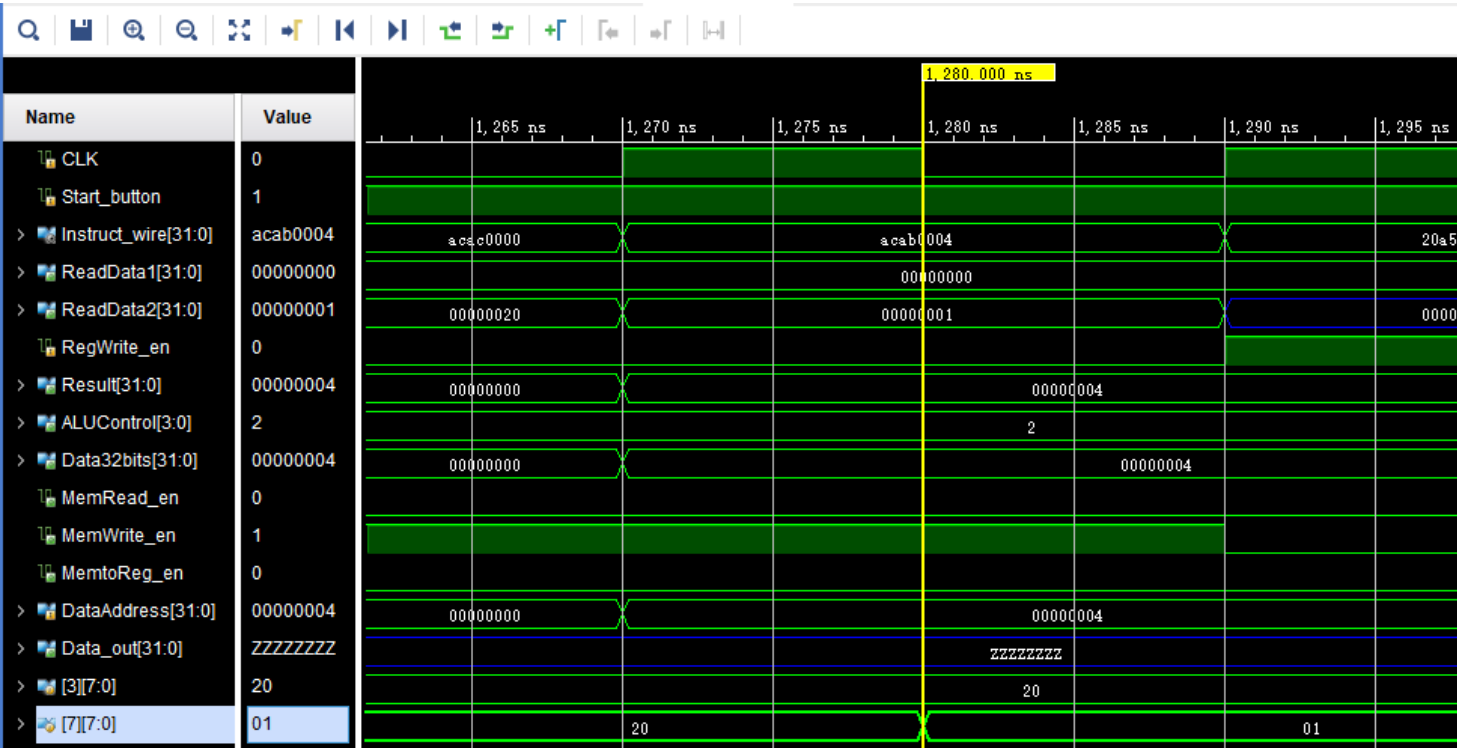 1,280.000 ns
Name Value
1,265 ns 1,270 ns 1,275 ns 1,280 ns 1,285 ns 1,290 ns 1,295 ns
CLK 0
Start_button 1
Instruct_wire[31:0] acab0004 acac0000 acab0004 20a5
ReadData1[31:0] 00000000 00000000
ReadData2[31:0] 00000001 00000020 00000001 0000
RegWrite_en 0
Result[31:0] 00000004 00000000 00000004
ALUControl[3:0] 2 2
Data32bits[31:0] 00000004 00000000 00000004
MemRead_en 0
MemWrite_en 1
MemtoReg_en 0
DataAddress[31:0] 00000004 00000000 00000004
Data_out[31:0] ZZZZZZZZ ZZZZZZZZ
[3][7:0] 20 20
[7][7:0] 01 20 01